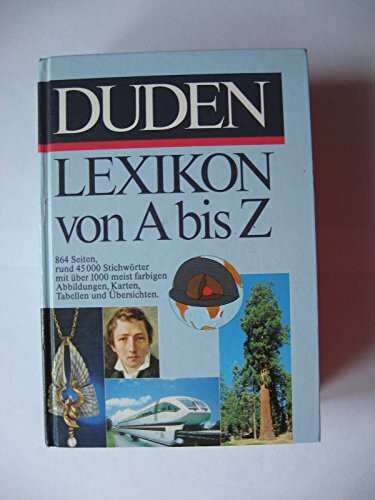 DUDEN
LEXIKON
von A bis Z
864 Seiten,
rund 45 000 Stichwörter
mit über 1000 meist farbigen
Abbildungen, Karten,
Tabellen und Übersichten.